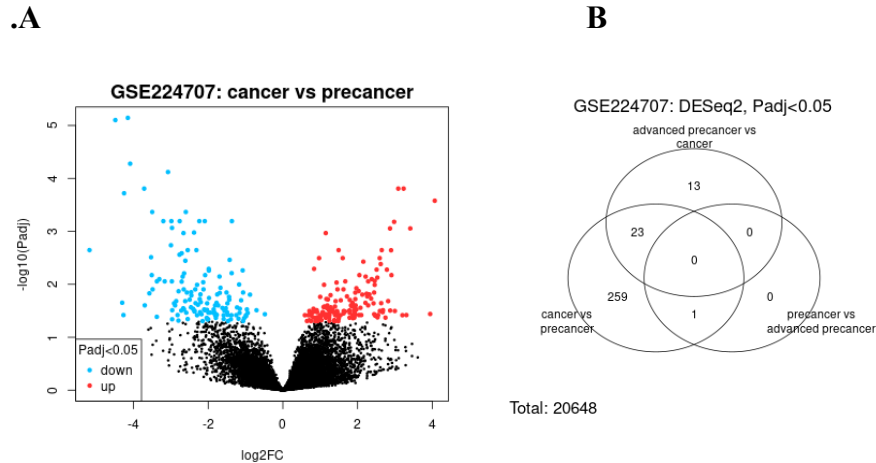 .A
B
GSE224707: cancer vs precancer
5
4
3
2
1
0
-log10(Padj)
Padj<0.05
down
up
-4
-2
0
2
4
log2FC
GSE224707: DESeq2, Padj<0.05
advanced precancer vs
cancer
13
23
0
0
259
0
1
cancer vs
precancer
precancer vs
advanced precancer
Total: 20648